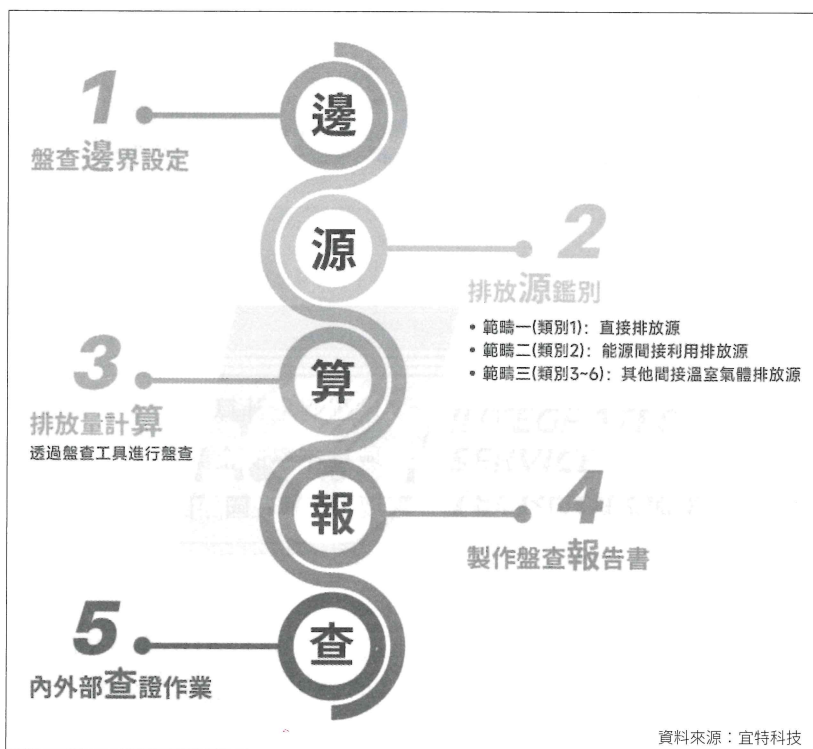 1
邊
盤查邊界設定
源
2
排放源鑑別
• 範疇一(類別1)：直接排放源
• 範疇二(類別2)：能源間接利用排放源
• 範疇三(類別3~6)：其他間接溫室氣體排放源
3
算
排放量計算
透過盤查工具進行盤查
報
4
製作盤查報告書
5
查
內外部查證作業
資料來源：宜特科技